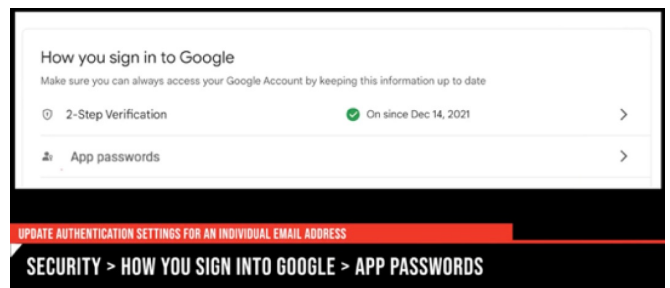 How you sign in to Google
Make sure you can always access your Google Account by keeping this information up to date
2-Step Verification
On since Dec 14, 2021
App passwords
UPDATE AUTHENTICATION SETTINGS FOR AN INDIVIDUAL EMAIL ADDRESS
SECURITY > HOW YOU SIGN INTO GOOGLE > APP PASSWORDS